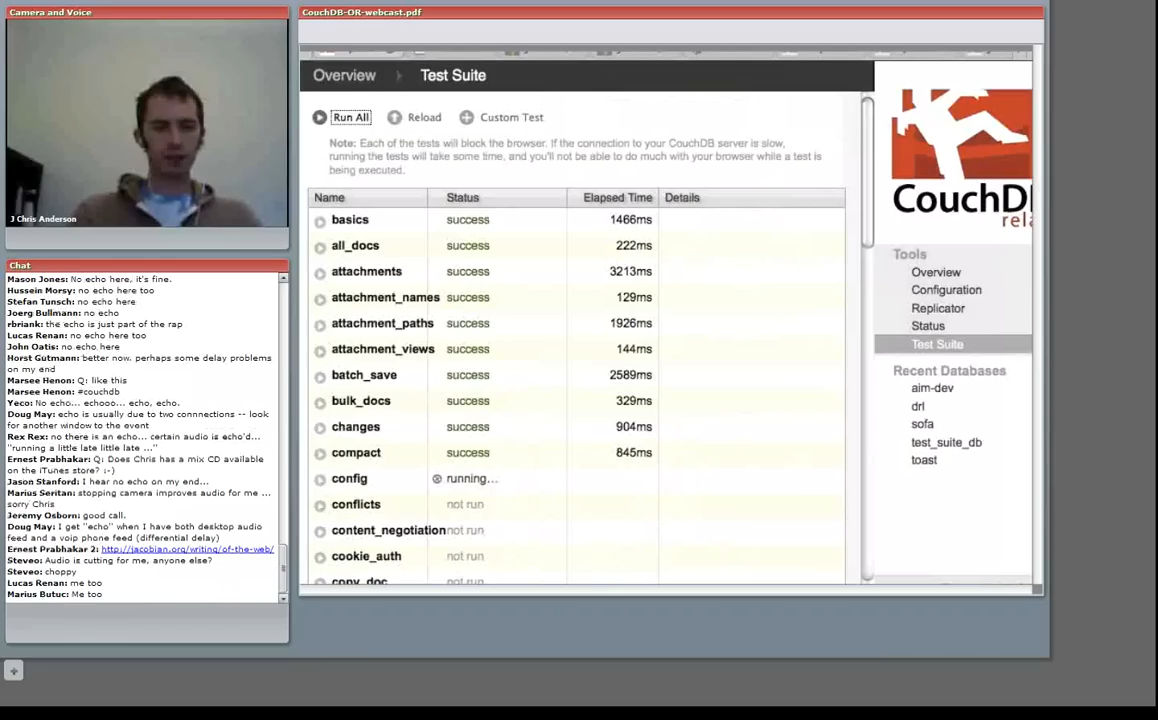 Camera and Voice
J Chris Anderson
Chat
Mason Jones: No echo here, it's fine.
Hussein Morsy: no echo here too
Stefan Tunsch: no echo here
Joerg Bullmann: no echo
rbriank: the echo is just part of the rap
Lucas Renan: no echo here too
John Oatis: no echo here
Horst Gutmann: better now, perhaps some delay problems
on my end
Marsee Henon: Q: like this
Marsee Henon: #couchdb
Yeco: No echo... echooo... echo, echo.
Doug May: echo is usually due to two connnections -- look
for another window to the event
Rex Rex: no there is an echo... certain audio is echo'd...
"running a little late little late ..."
Ernest Prabhakar: Q: Does Chris has a mix CD available
on the iTunes store? ;-)
Jason Stanford: I hear no echo on my end...
Marius Seritan: stopping camera improves audio for me ...
sorry Chris
Jeremy Osborn: good call.
Doug May: I get "echo" when I have both desktop audio
feed and a voip phone feed (differential delay)
Ernest Prabhakar 2: http://jacobian.org/writing/of-the-web/
Steveo: Audio is cutting for me, anyone else?
Steveo: choppy
Lucas Renan: me too
Marius Butuc: Me too
CouchDB-OR-webcast.pdf
Overview Test Suite
Run All Reload Custom Test
Note: Each of the tests will block the browser. If the connection to your CouchDB server is slow,
running the tests will take some time, and you'll not be able to do much with your browser while a test is
being executed.
Name Status Elapsed Time Details
basics success 1466ms
all_docs success 222ms
attachments success 3213ms
attachment_names success 129ms
attachment_paths success 1926ms
attachment_views success 144ms
batch_save success 2589ms
bulk_docs success 329ms
changes success 904ms
compact success 845ms
config running...
conflicts not run
content_negotiation not run
cookie_auth not run
copy_doc not run
CouchD
rela
Tools
Overview
Configuration
Replicator
Status
Test Suite
Recent Databases
aim-dev
drl
sofa
test_suite_db
toast